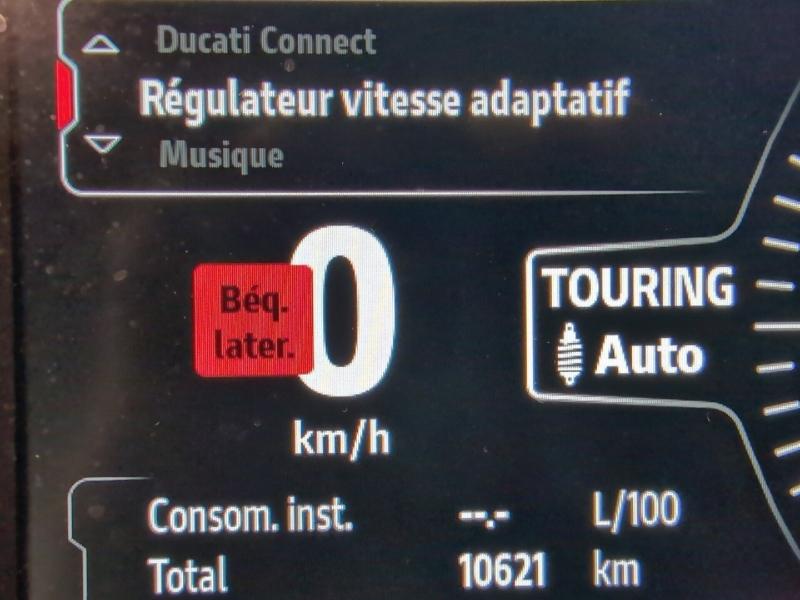 Ducati Connect
Régulateur vitesse adaptatif
Musique
Béq.
later.
0
km/h
TOURING
Auto
Consom. inst. --.- L/100
Total 10621 km